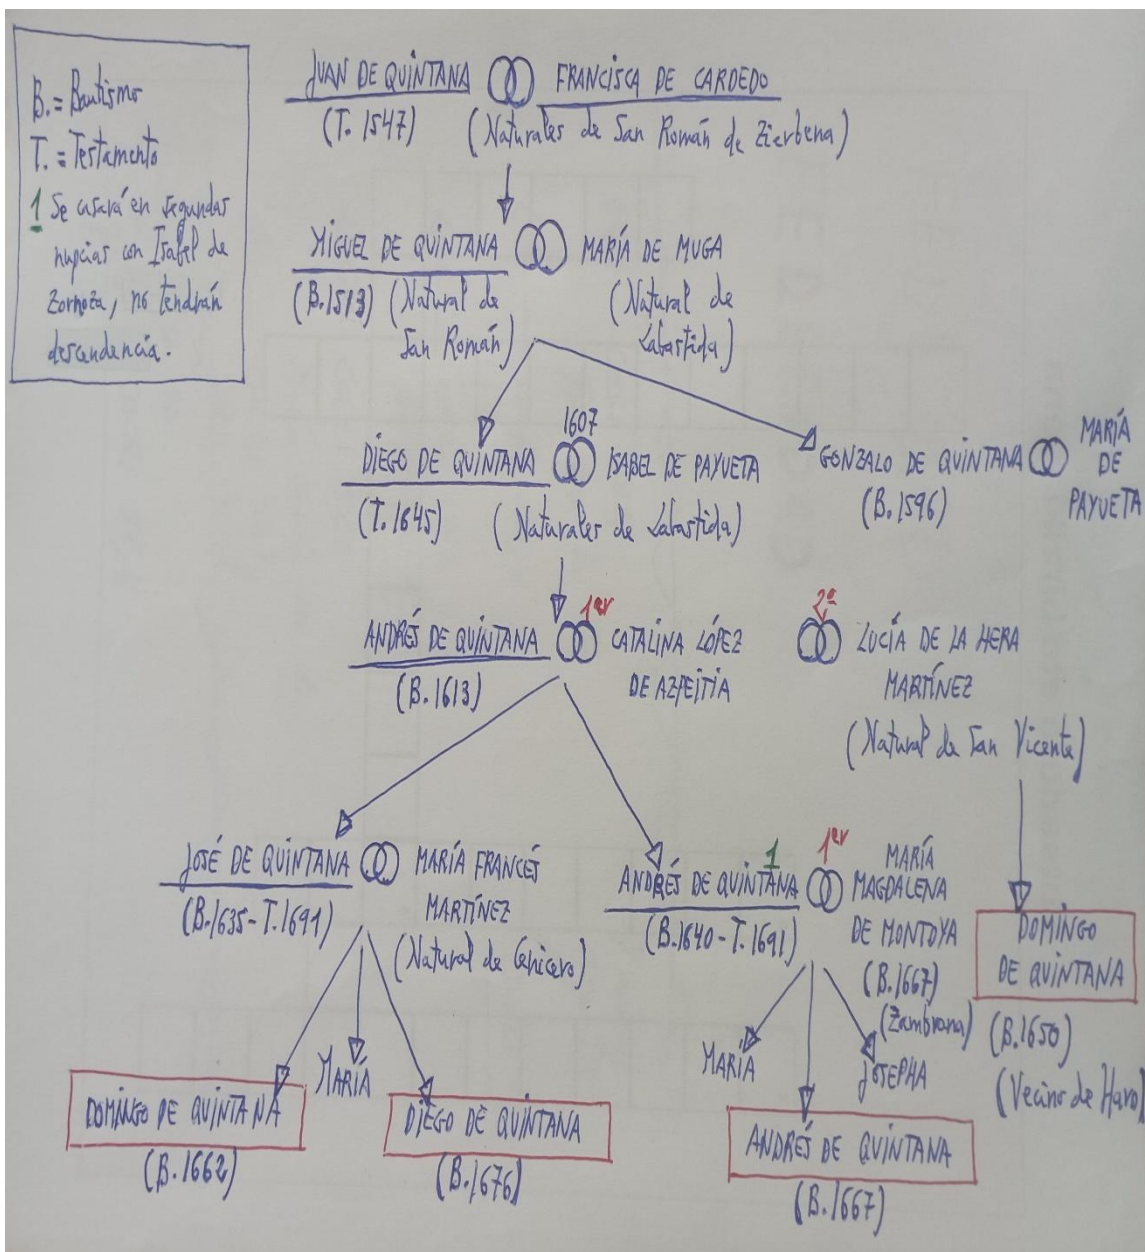 B. = Bautismo
T. = Testamento
1 Se casará en segundas
nupcias con Isabel de
Zornoza, no tendrán
descendencia.
JUAN DE QUINTANA FRANCISCA DE CARDEDO
(T. 1547) (Naturales de San Román de Zierbena)
MIGUEL DE QUINTANA MARÍA DE MUGA
(B.1513) (Natural de
San Román)
(Natural de
Labastida)
1607
DIEGO DE QUINTANA ISABEL DE PAYUETA
(T. 1645) (Naturales de Labastida)
GONZALO DE QUINTANA
(B. 1596)
MARÍA
DE
PAYUETA
1er
ANDRÉS DE QUINTANA CATALINA LÓPEZ
DE AZPEITIA
(B.1613)
2ª
LUCÍA DE LA HERA
MARTÍNEZ
(Natural de San Vicente)
JOSÉ DE QUINTANA MARÍA FRANCÉS
MARTÍNEZ
(B.1635-T.1691)
(Natural de Cenicero)
ANDRÉS DE QUINTANA 1
(B.1640-T.1691)
1er
MARÍA
MAGDALENA
DE MONTOYA
(B.1667)
(Zambrana)
DOMINGO
DE QUINTANA
(B.1650)
(Vecino de Haro)
DOMINGO DE QUINTANA
(B.1662)
MARÍA
DIEGO DE QUINTANA
(B.1676)
MARÍA
JOSEPHA
ANDRÉS DE QUINTANA
(B.1667)